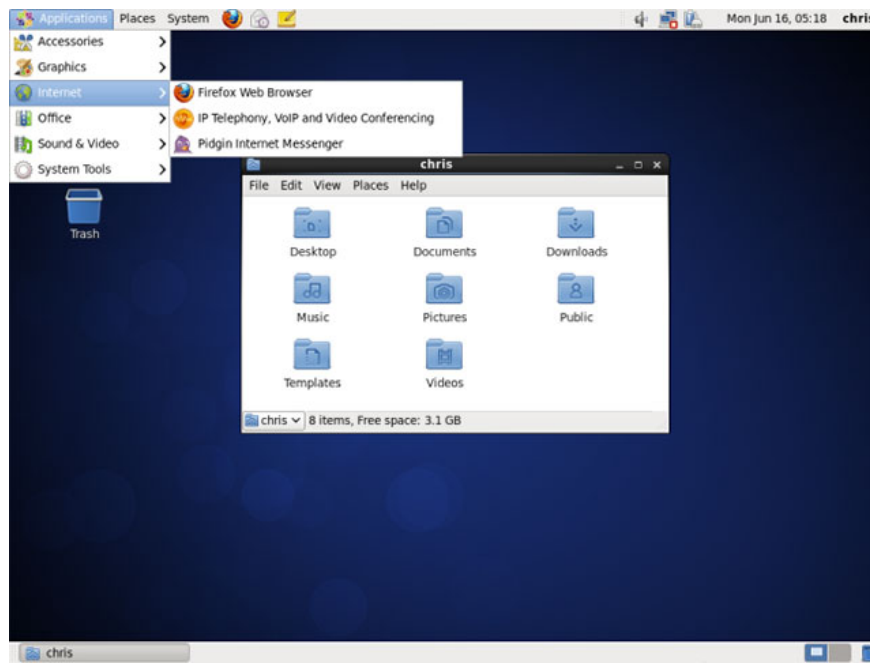 Applications Places System Mon Jun 16, 05:18 chris
Accessories
Graphics
Internet
Office
Sound & Video
System Tools
Firefox Web Browser
IP Telephony, VoIP and Video Conferencing
Pidgin Internet Messenger
Trash
chris
File Edit View Places Help
Desktop Documents Downloads
Music Pictures Public
Templates Videos
chris 8 items, Free space: 3.1 GB
chris